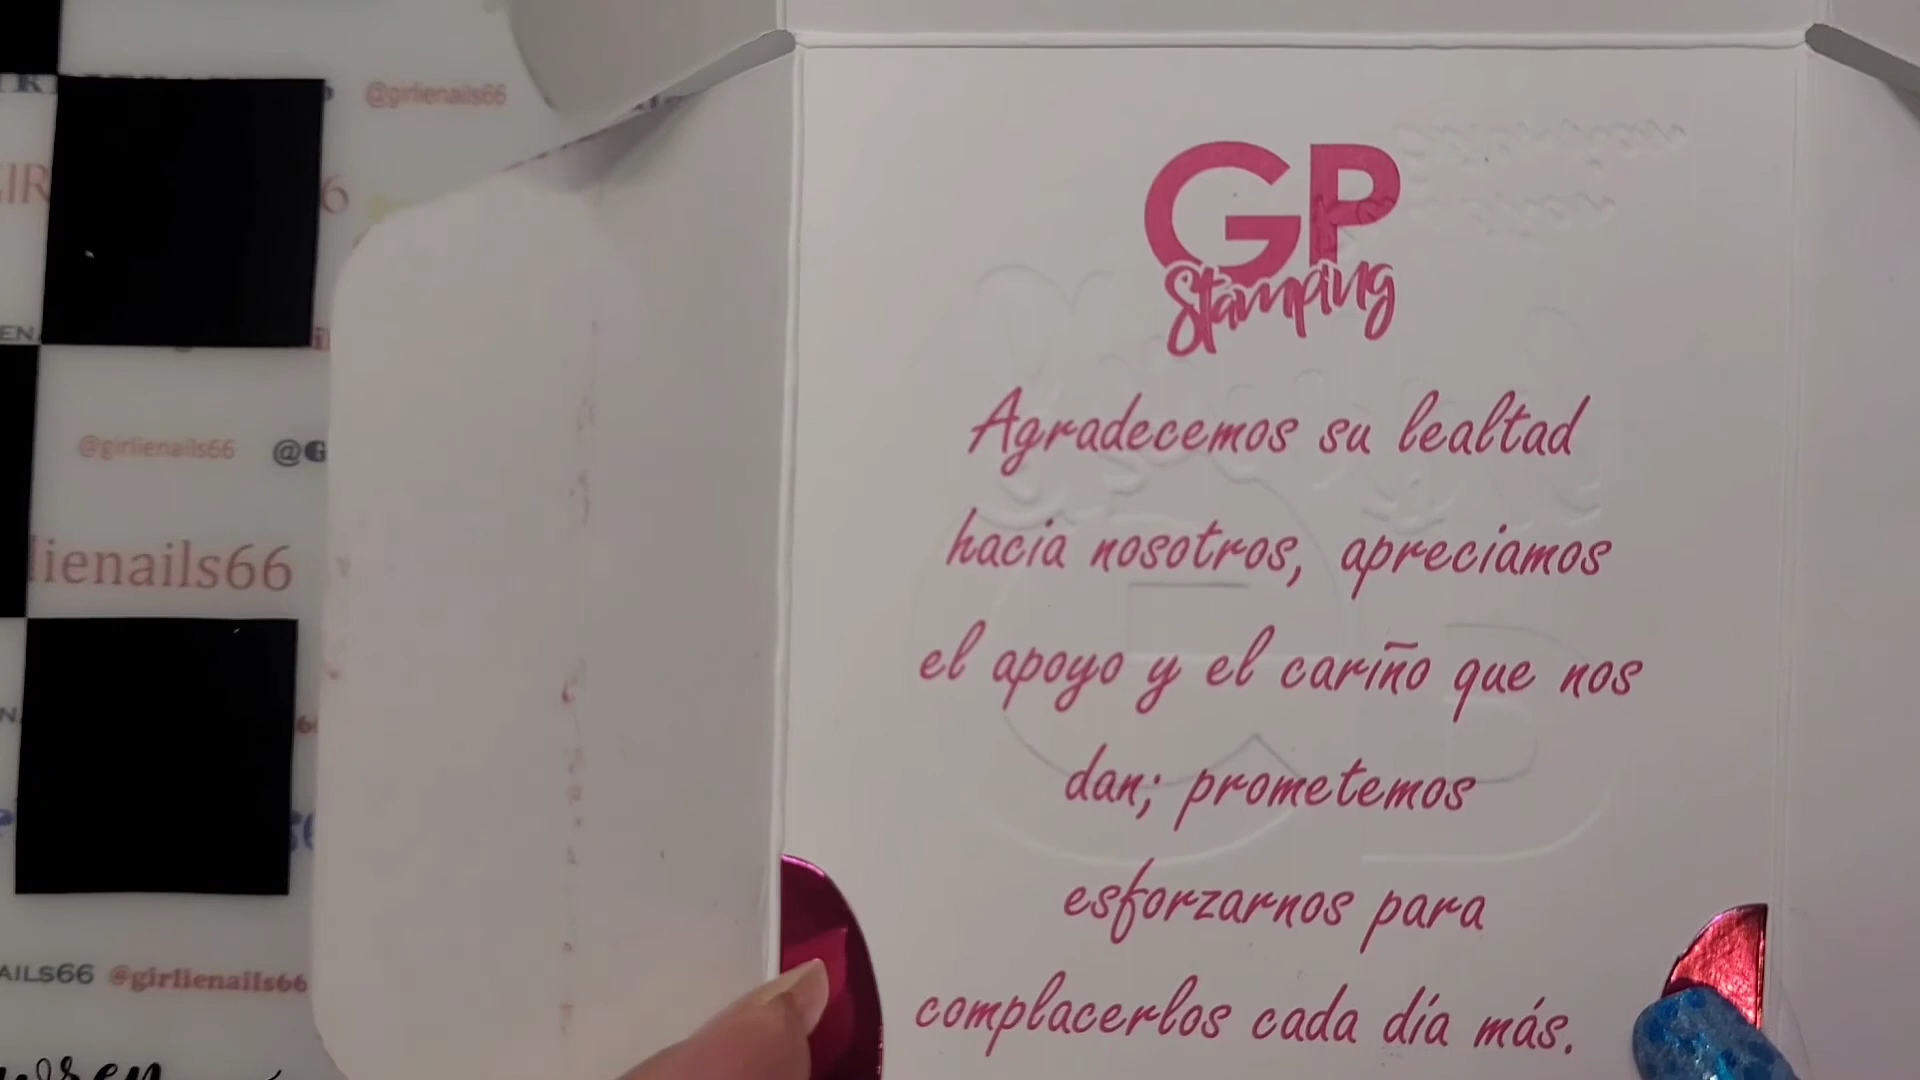 @girlienails66
6
@girlienails66 @G
lienails66
AILS66 @girlienails66
GP
Stamping
Agradecemos su lealtad
hacia nosotros, apreciamos
el apoyo y el cariño que nos
dan; prometemos
esforzarnos para
complacerlos cada día más.